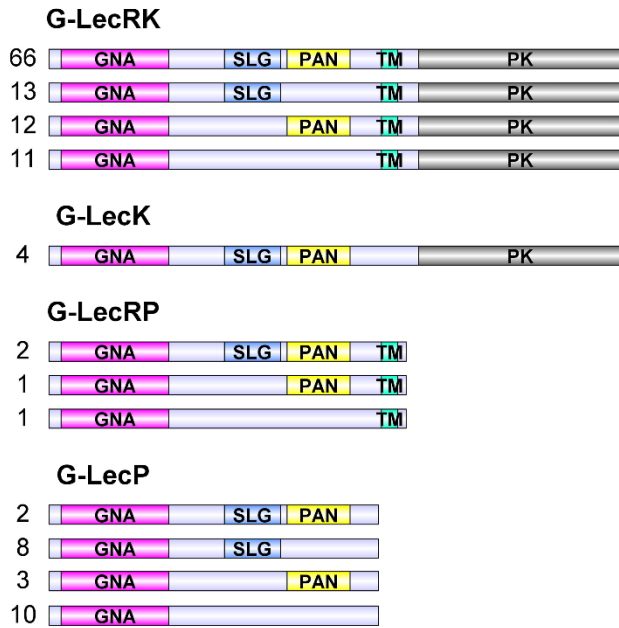 G-LecRK
66 GNA SLG PAN TM PK
13 GNA SLG TM PK
12 GNA PAN TM PK
11 GNA TM PK
G-LecK
4 GNA SLG PAN PK
G-LecRP
2 GNA SLG PAN TM
1 GNA PAN TM
1 GNA TM
G-LecP
2 GNA SLG PAN
8 GNA SLG
3 GNA PAN
10 GNA